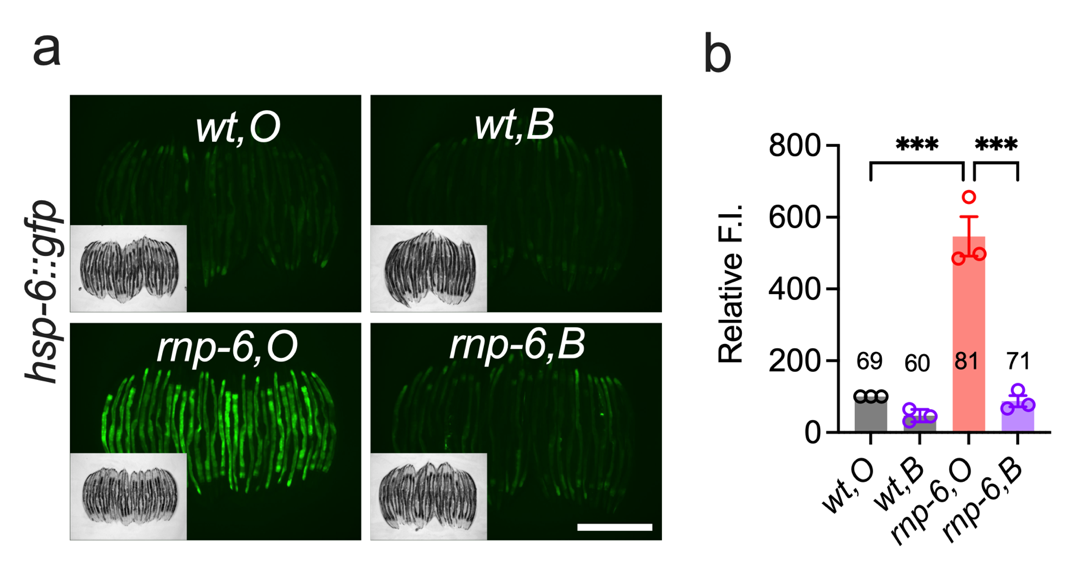 a
hsp-6::gfp
wt,O
wt,B
rnp-6,O
rnp-6,B
b
Relative F.I.
800
600
400
200
0
***
***
69
60
81
71
wt,O
wt,B
rnp-6,O
rnp-6,B